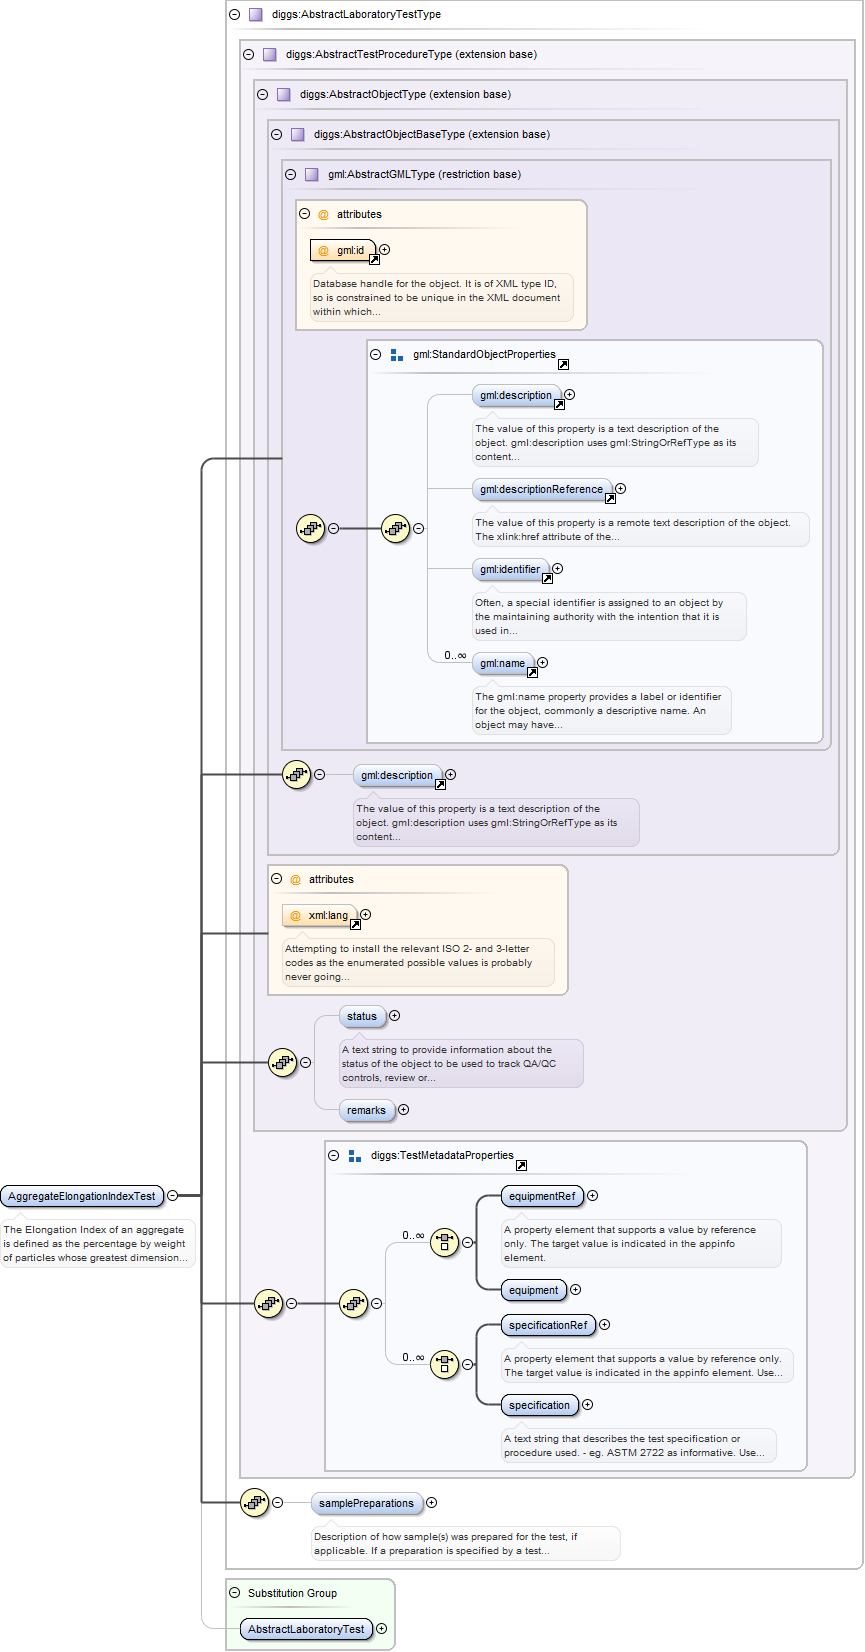 diggs:AbstractLaboratoryTestType
diggs:AbstractTestProcedureType (extension base)
diggs:AbstractObjectType (extension base)
diggs:AbstractObjectBaseType (extension base)
gml:AbstractGMLType (restriction base)
@ attributes
@ gml:id
Database handle for the object. It is of XML type ID,
so is constrained to be unique in the XML document
within which...
gml:StandardObjectProperties
gml:description
The value of this property is a text description of the
object. gml:description uses gml:StringOrRefType as its
content...
gml:descriptionReference
The value of this property is a remote text description of the object.
The xlink:href attribute of the...
gml:identifier
Often, a special identifier is assigned to an object by
the maintaining authority with the intention that it is
used in...
0..∞
gml:name
The gml:name property provides a label or identifier
for the object, commonly a descriptive name. An
object may have...
gml:description
The value of this property is a text description of the
object. gml:description uses gml:StringOrRefType as its
content...
@ attributes
@ xml:lang
Attempting to install the relevant ISO 2- and 3-letter
codes as the enumerated possible values is probably
never going...
status
A text string to provide information about the
status of the object to be used to track QA/QC
controls, review or...
remarks
diggs:TestMetadataProperties
AggregateElongationIndexTest
The Elongation Index of an aggregate
is defined as the percentage by weight
of particles whose greatest dimension...
0..∞
equipmentRef
A property element that supports a value by reference
only. The target value is indicated in the appinfo
element.
equipment
0..∞
specificationRef
A property element that supports a value by reference only.
The target value is indicated in the appinfo element. Use...
specification
A text string that describes the test specification or
procedure used. - eg. ASTM 2722 as informative. Use...
samplePreparations
Description of how sample(s) was prepared for the test, if
applicable. If a preparation is specified by a test...
Substitution Group
AbstractLaboratoryTest